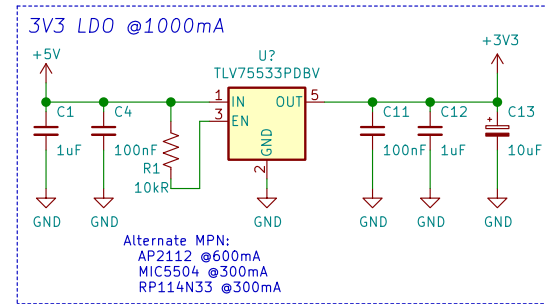 3V3 LDO @1000mA
+5V
+3V3
U?
TLV75533PDBV
1 IN OUT 5
3 EN
GND
2
C1
1uF
C4
100nF
R1
10kR
C11
100nF
C12
1uF
C13
+
10uF
GND GND GND GND GND GND
Alternate MPN:
AP2112 @600mA
MIC5504 @300mA
RP114N33 @300mA